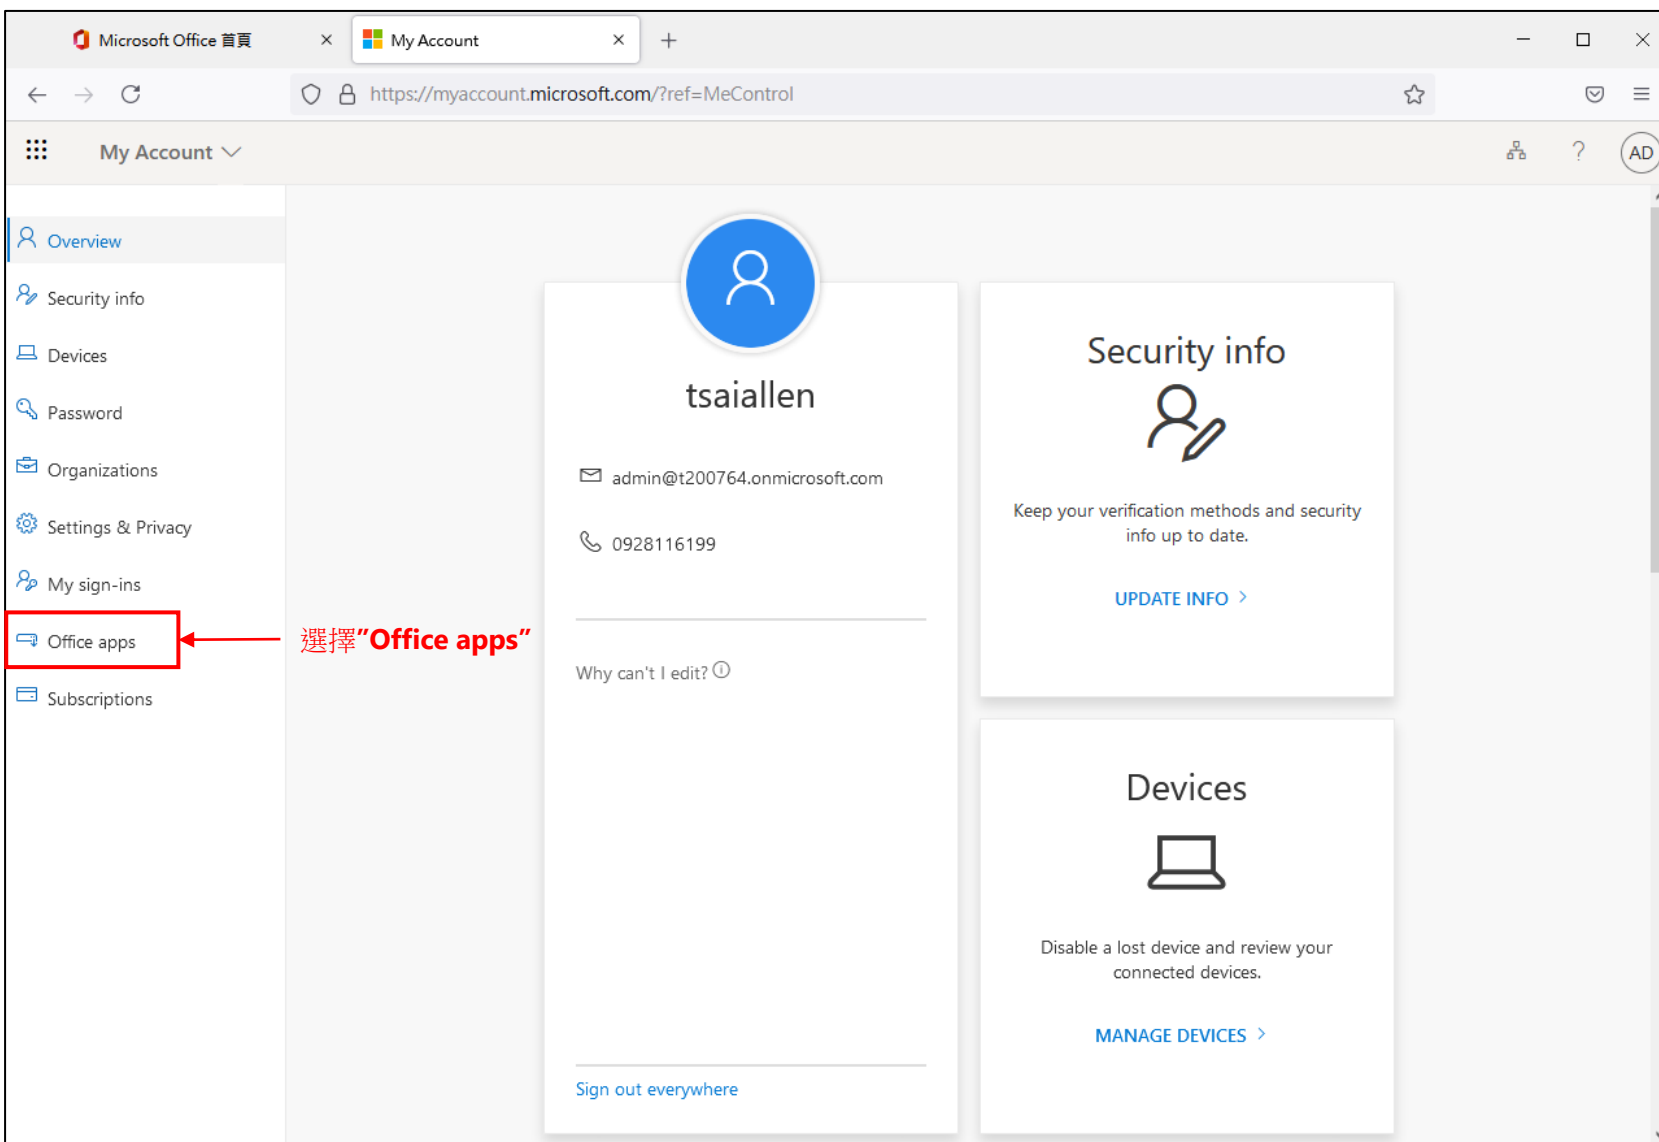 Microsoft Office 首頁
My Account
https://myaccount.microsoft.com/?ref=MeControl
My Account
?
AD
Overview
Security info
Devices
Password
Organizations
Settings & Privacy
My sign-ins
Office apps
Subscriptions
選擇”Office apps”
tsaiallen
admin@t200764.onmicrosoft.com
0928116199
Why can't I edit?
Sign out everywhere
Security info
Keep your verification methods and security
info up to date.
UPDATE INFO
Devices
Disable a lost device and review your
connected devices.
MANAGE DEVICES